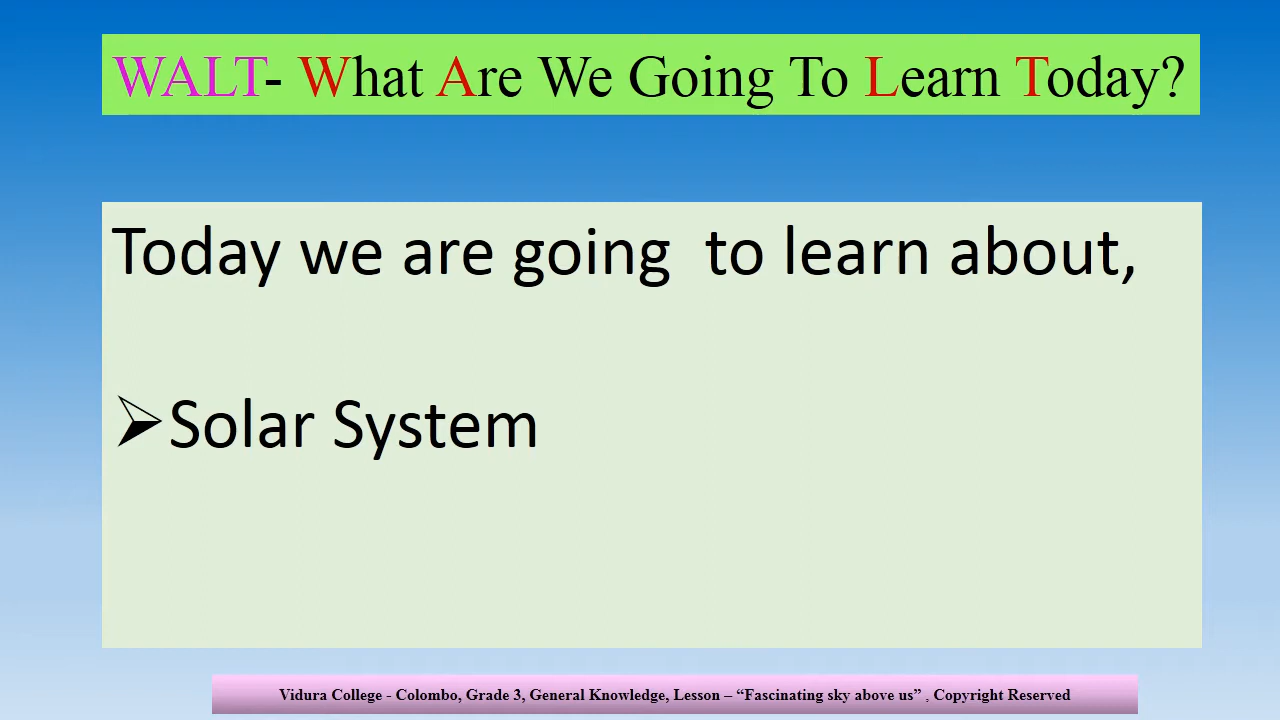 WALT- What Are We Going To Learn Today?
Today we are going  to learn about,
➢Solar System
Vidura College - Colombo, Grade 3, General Knowledge, Lesson – “Fascinating sky above us” , Copyright Reserved